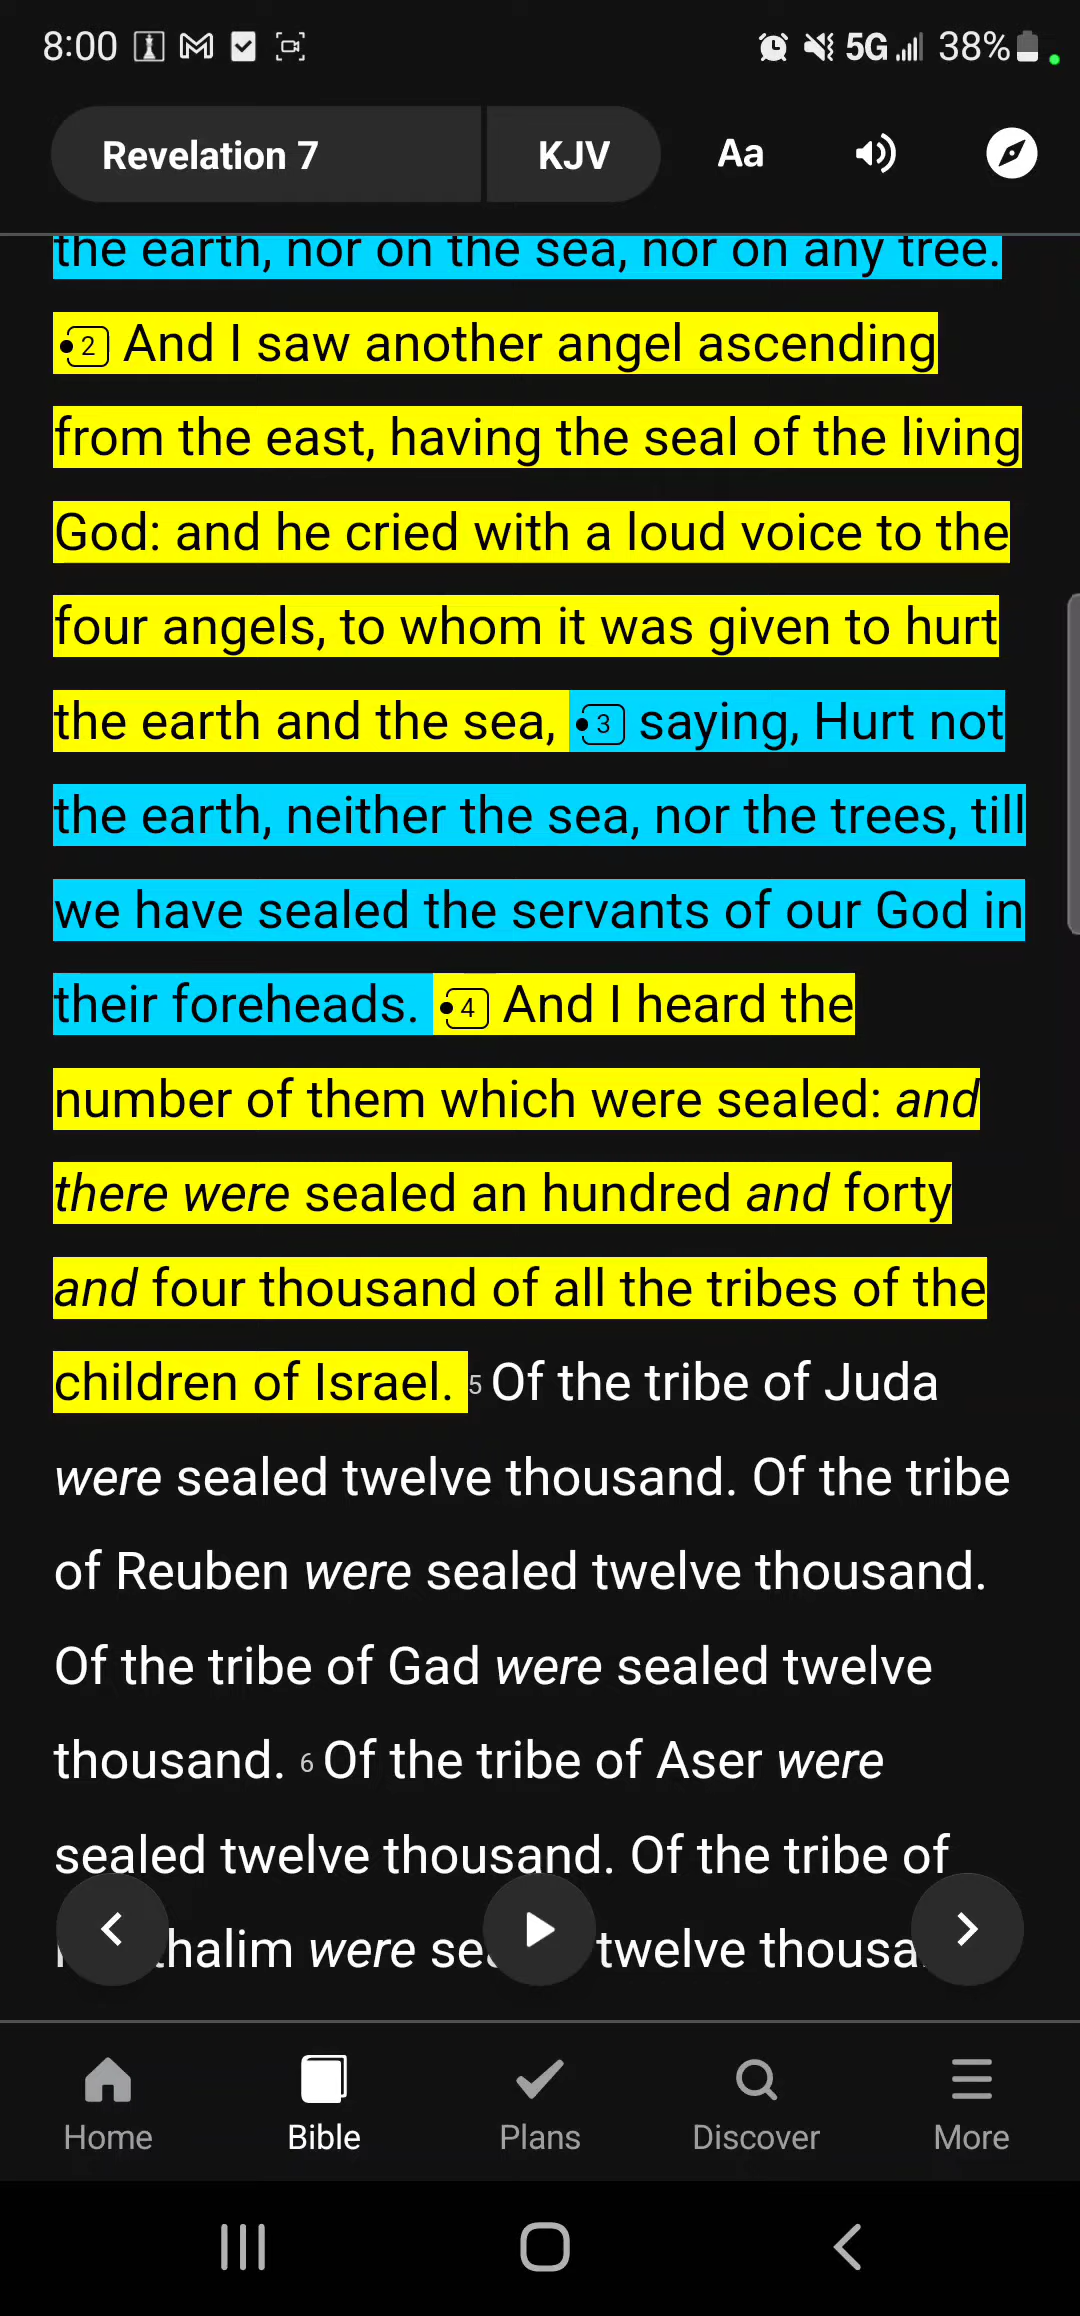 8:00
5G 38%
Revelation 7 KJV Aa
the earth, nor on the sea, nor on any tree.
2 And I saw another angel ascending
from the east, having the seal of the living
God: and he cried with a loud voice to the
four angels, to whom it was given to hurt
the earth and the sea, 3 saying, Hurt not
the earth, neither the sea, nor the trees, till
we have sealed the servants of our God in
their foreheads. 4 And I heard the
number of them which were sealed: and
there were sealed an hundred and forty
and four thousand of all the tribes of the
children of Israel. 5 Of the tribe of Juda
were sealed twelve thousand. Of the tribe
of Reuben were sealed twelve thousand.
Of the tribe of Gad were sealed twelve
thousand. 6 Of the tribe of Aser were
sealed twelve thousand. Of the tribe of
were twelve
Home Bible Plans Discover More